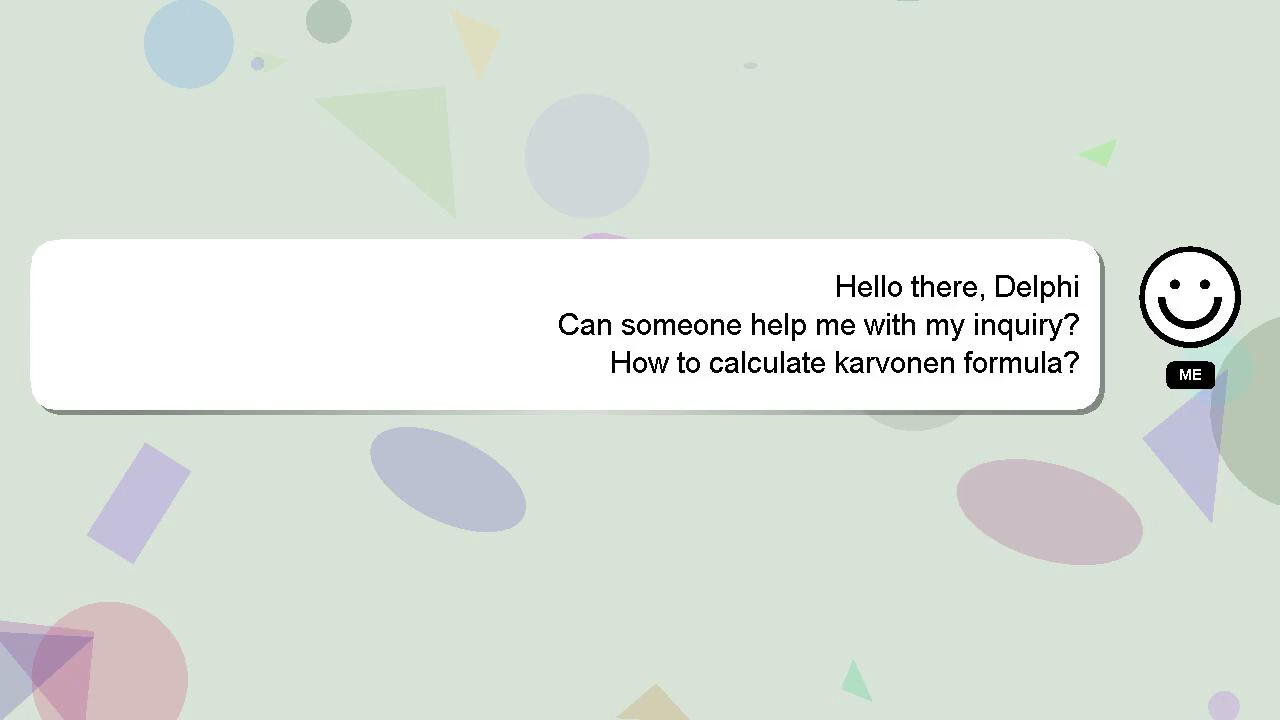 Hello there, Delphi
Can someone help me with my inquiry?
How to calculate karvonen formula?
ME